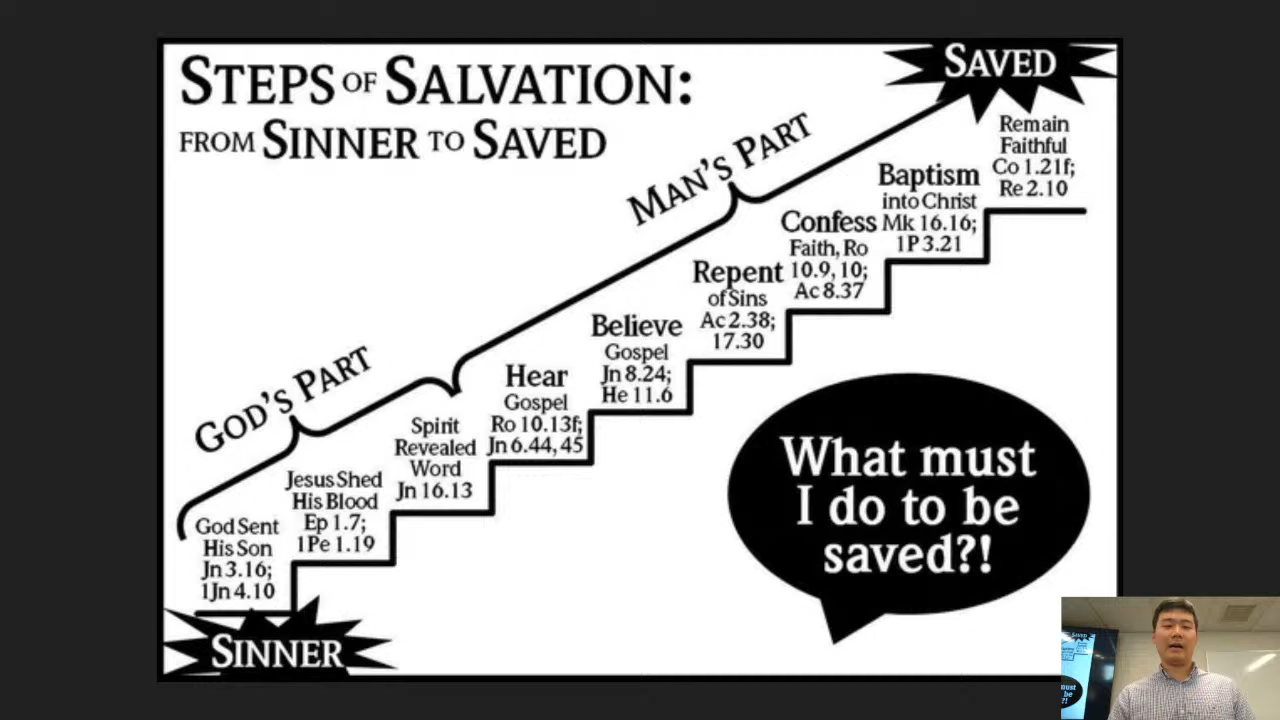 STEPS OF SALVATION:
FROM SINNER TO SAVED
SAVED
MAN'S PART
GOD'S PART
God Sent
His Son
Jn 3.16;
1Jn 4.10
Jesus Shed
His Blood
Ep 1.7;
1Pe 1.19
Spirit
Revealed
Word
Jn 16.13
Hear
Gospel
Ro 10.13f;
Jn 6.44, 45
Believe
Gospel
Jn 8.24;
He 11.6
Repent
of Sins
Ac 2.38;
17.30
Confess
Faith, Ro
10.9, 10;
Ac 8.37
Baptism
into Christ
Mk 16.16;
1P 3.21
Remain
Faithful
Co 1.21f;
Re 2.10
What must
I do to be
saved?!
SINNER
SAVED
must
be
?!